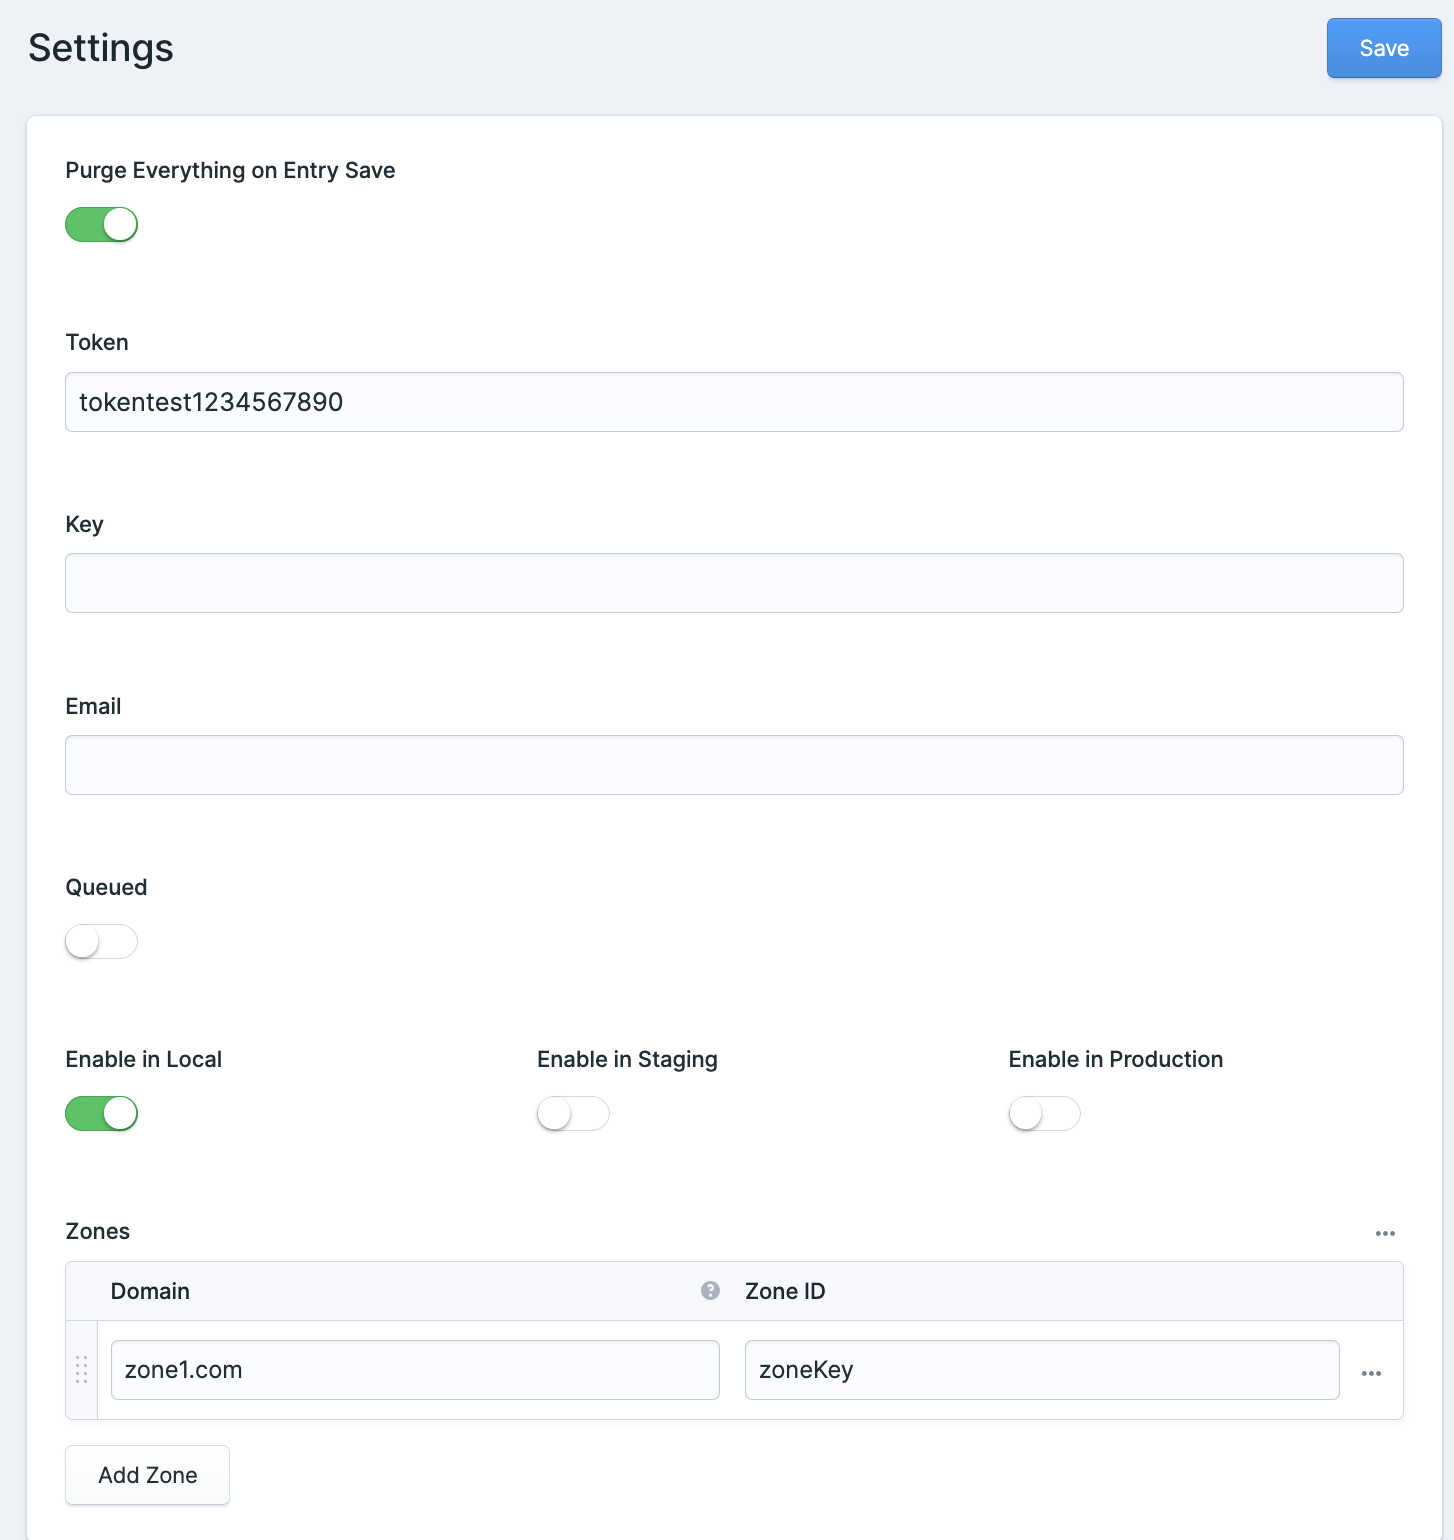 Settings
Save
Purge Everything on Entry Save
Token
tokentest1234567890
Key
Email
Queued
Enable in Local
Enable in Staging
Enable in Production
Zones
Domain
Zone ID
zone1.com
zoneKey
Add Zone